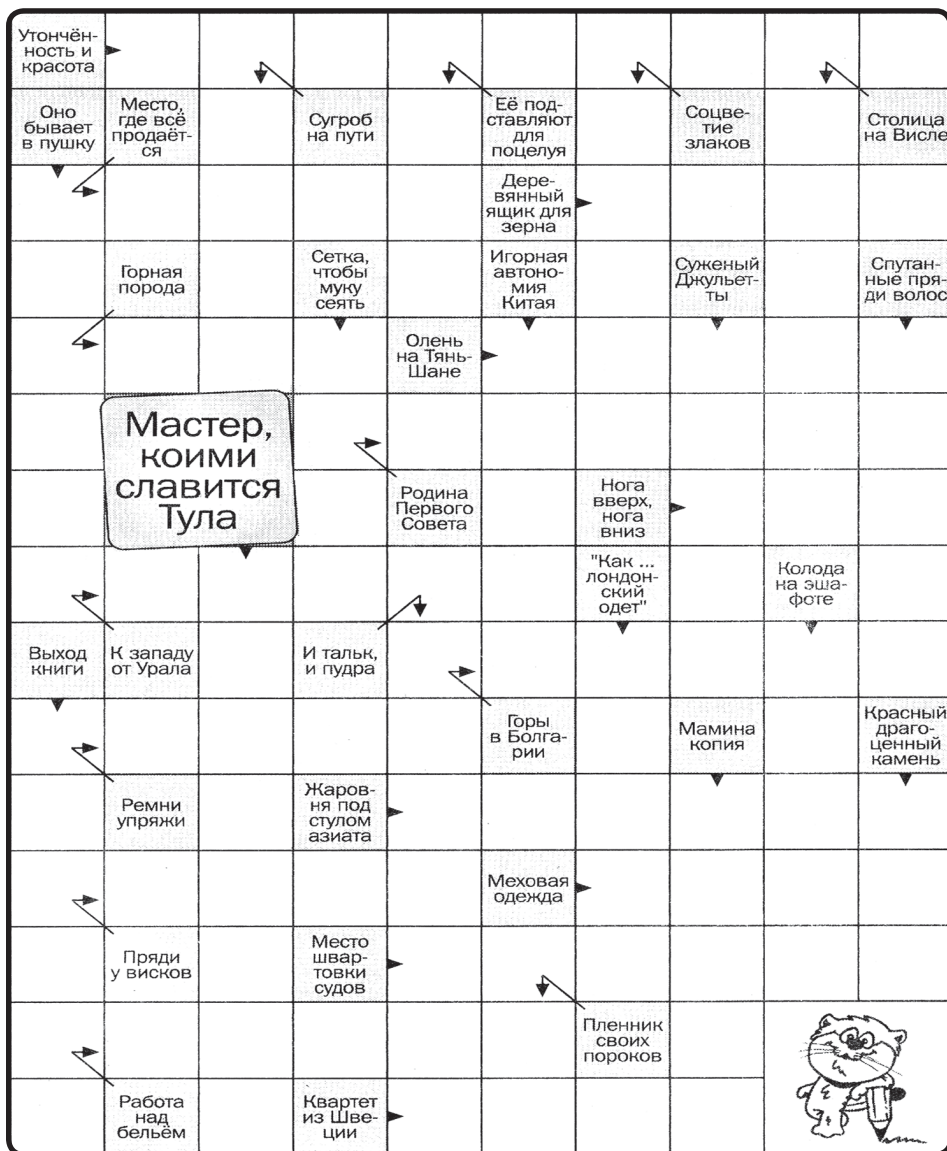 Утончён-
ность и
красота
Оно
бывает
в пушку
Место,
где всё
продаёт-
ся
Сугроб
на пути
Её под-
ставляют
для
поцелуя
Соцве-
тие
злаков
Столица
на Висле
Дере-
вянный
ящик для
зерна
Горная
порода
Сетка,
чтобы
муку
сеять
Игорная
автоно-
мия
Китая
Суженый
Джульет-
ты
Спутан-
ные пря-
ди волос
Олень
на Тянь-
Шане
Мастер,
коими
славится
Тула
Родина
Первого
Совета
Нога
вверх,
нога
вниз
"Как ...
лондон-
ский
одет"
Колода
на эша-
фоте
Выход
книги
К западу
от Урала
И тальк,
и пудра
Горы
в Болга-
рии
Мамина
копия
Красный
драго-
ценный
камень
Ремни
упряжи
Жаров-
ня под
стулом
азиата
Меховая
одежда
Пряди
у висков
Место
швар-
товки
судов
Пленник
своих
пороков
Работа
над
бельём
Квартет
из Шве-
ции